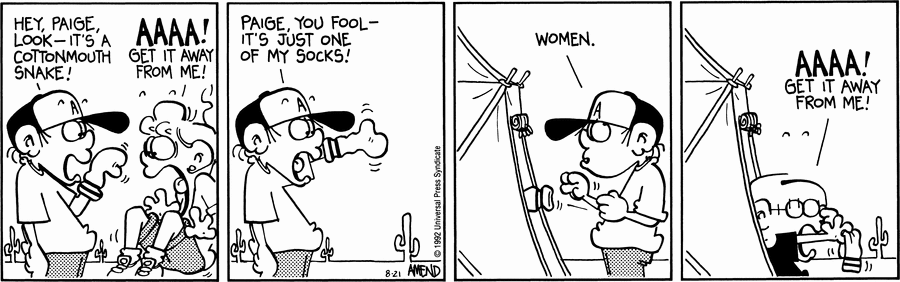 HEY, PAIGE,
LOOK—IT'S A
COTTONMOUTH
SNAKE!
AAAA!
GET IT AWAY
FROM ME!
A
PAIGE, YOU FOOL—
IT'S JUST ONE
OF MY SOCKS!
A
8-21
AMEND
© 1992 Universal Press Syndicate
WOMEN.
A
AAAA!
GET IT AWAY
FROM ME!